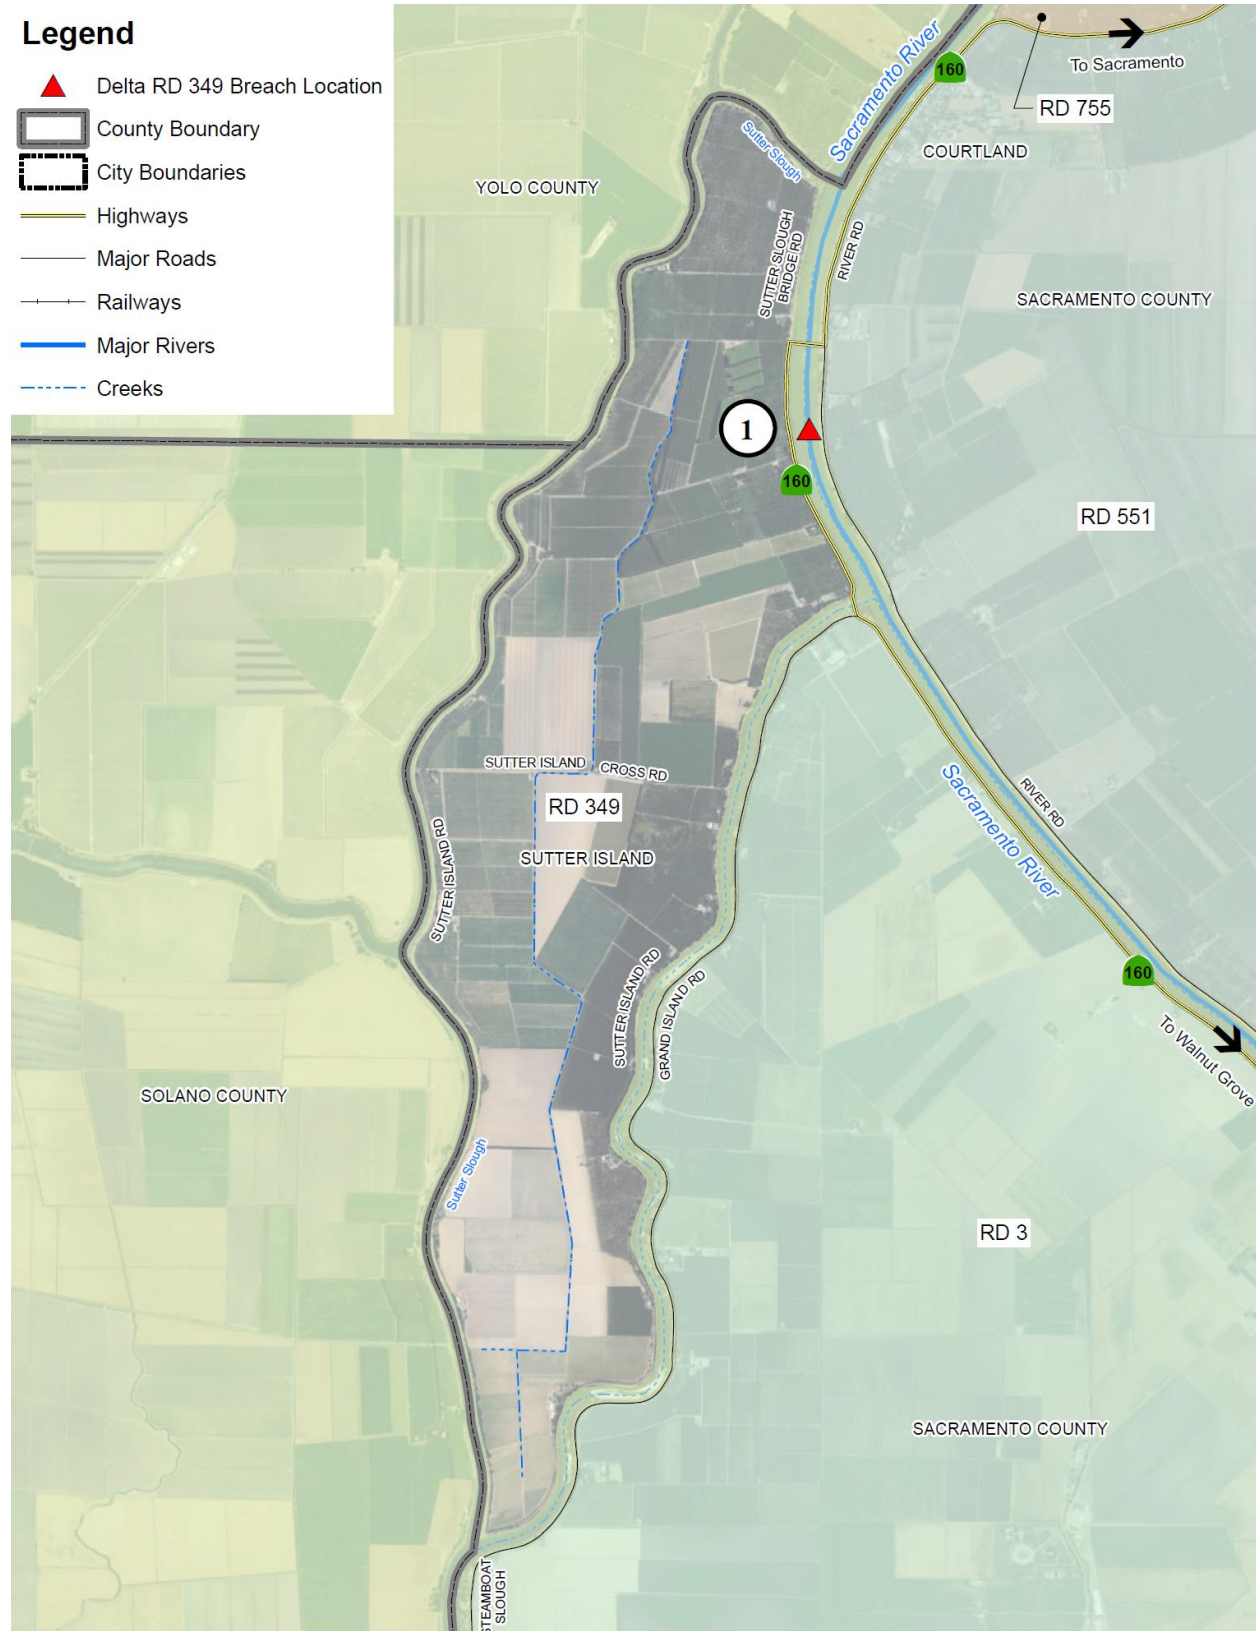 Legend
Delta RD 349 Breach Location
County Boundary
City Boundaries
Highways
Major Roads
Railways
Major Rivers
Creeks
Sacramento River
160
To Sacramento
RD 755
COURTLAND
Sutter Slough
YOLO COUNTY
SUTTER SLOUGH
BRIDGE RD
RIVER RD
SACRAMENTO COUNTY
1
160
RD 551
SUTTER ISLAND
CROSS RD
RD 349
SUTTER ISLAND
SUTTER ISLAND RD
Sacramento River
RIVER RD
160
To Walnut Grove
SUTTER ISLAND RD
GRAND ISLAND RD
SOLANO COUNTY
Sutter Slough
RD 3
SACRAMENTO COUNTY
STEAMBOAT
SLOUGH